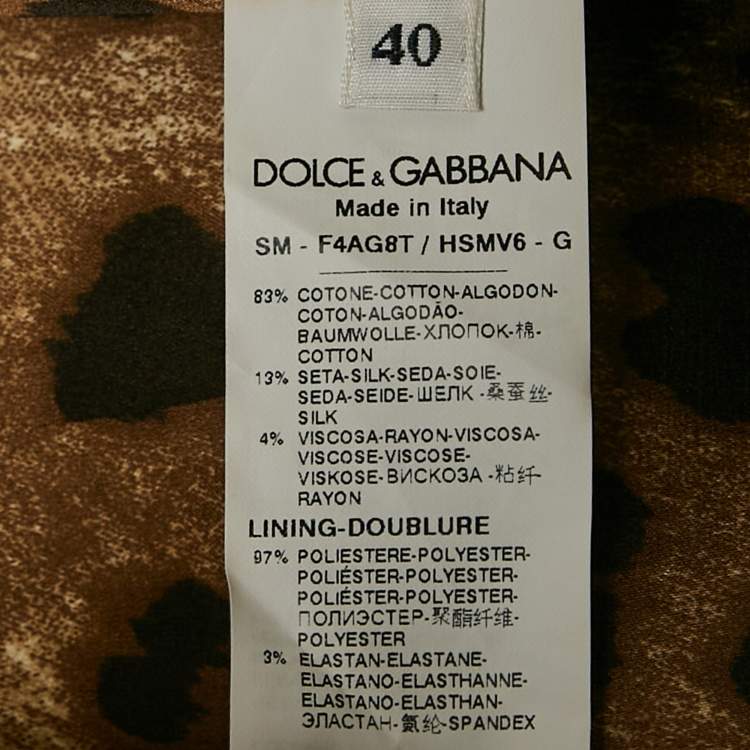 40
DOLCE & GABBANA
Made in Italy
SM - F4AG8T / HSMV6 - G
83% COTONE-COTTON-ALGODON-
COTON-ALGODÃO-
BAUMWOLLE-ХЛОПОК-棉-
COTTON
13% SETA-SILK-SEDA-SOIE-
SEDA-SEIDE-ШЕЛК -桑蚕丝-
SILK
4% VISCOSA-RAYON-VISCOSA-
VISCOSE-VISCOSE-
VISKOSE-ВИСКОЗА -粘纤-
RAYON
LINING-DOUBLURE
97% POLIESTERE-POLYESTER-
POLIÉSTER-POLYESTER-
POLIÉSTER-POLYESTER-
ПОЛИЭСТЕР-聚酯纤维-
POLYESTER
3% ELASTAN-ELASTANE-
ELASTANO-ELASTHANNE-
ELASTANO-ELASTHAN-
ЭЛАСТАН-氨纶-SPANDEX